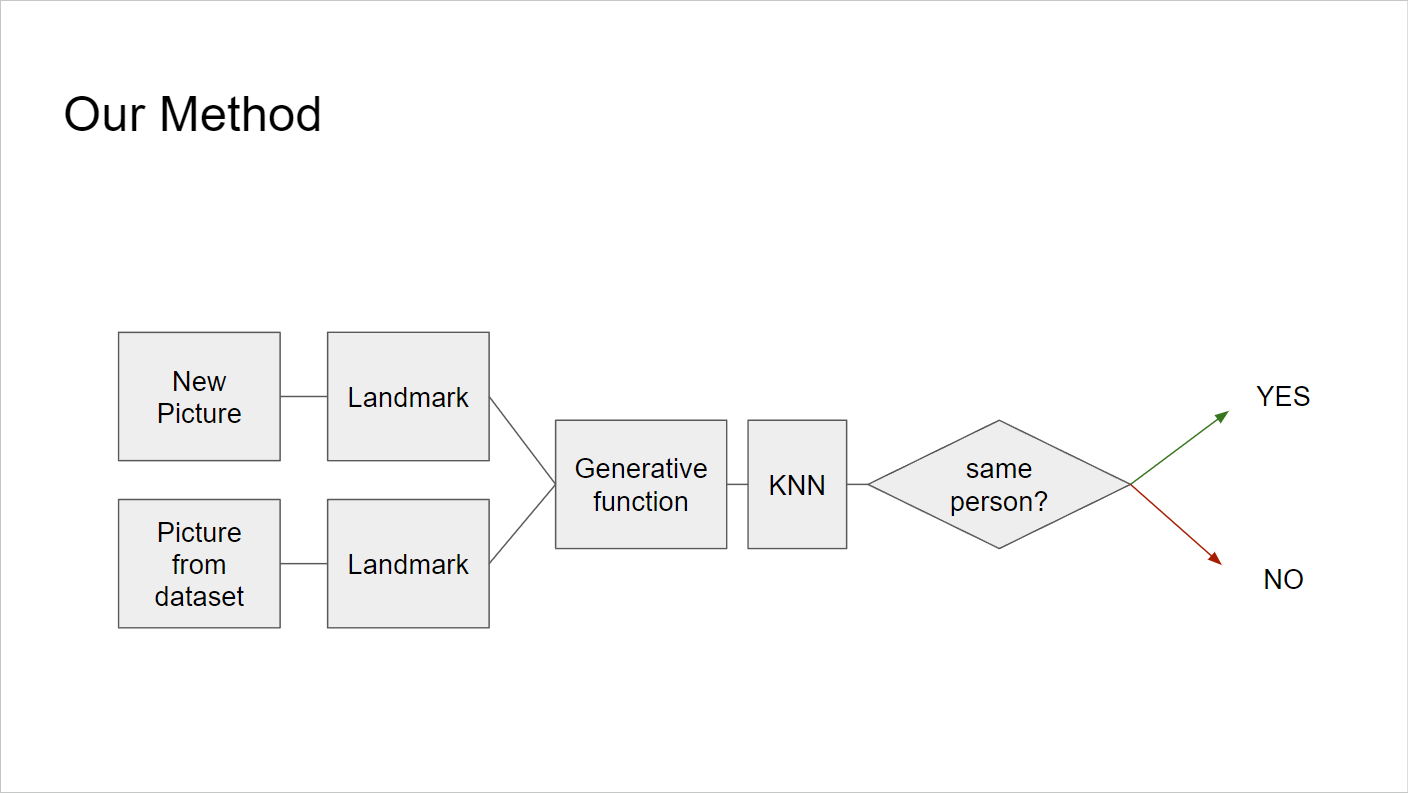 Our Method
New
Picture
Landmark
Picture
from
dataset
Landmark
Generative
function
KNN
same
person?
YES
NO